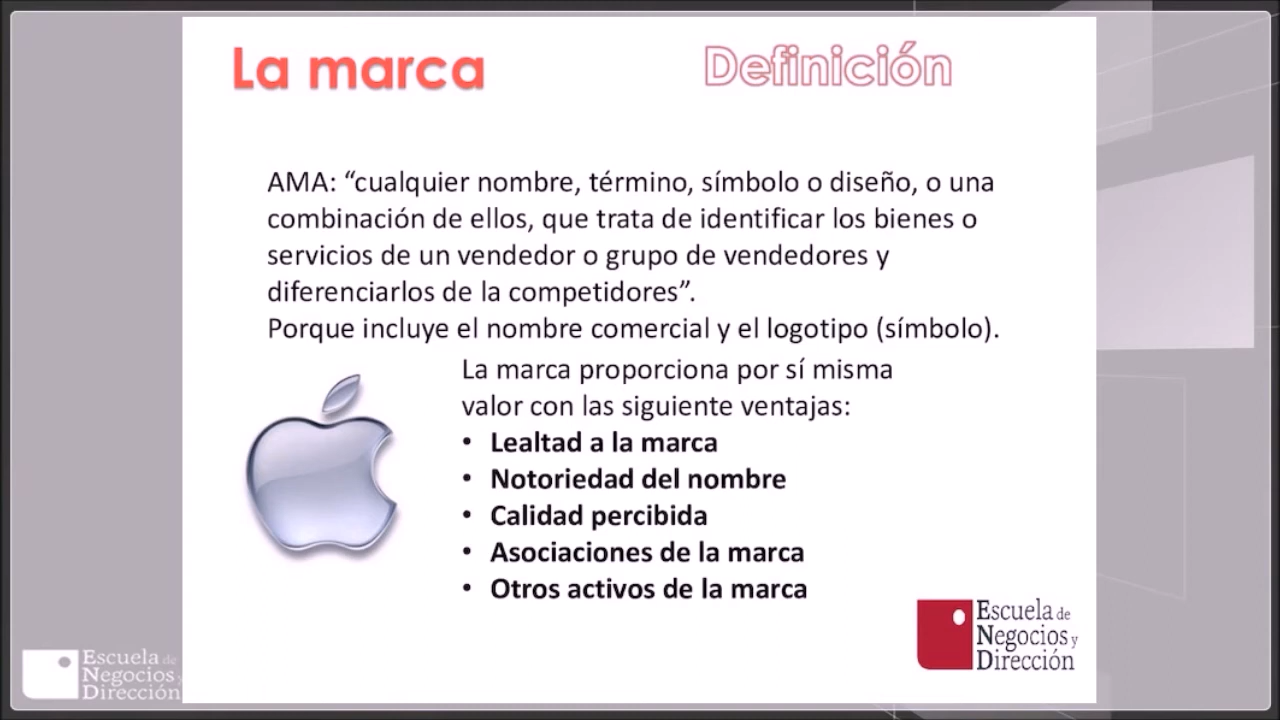 La marca
Definición
AMA: “cualquier nombre, término, símbolo o diseño, o una
combinación de ellos, que trata de identificar los bienes o
servicios de un vendedor o grupo de vendedores y
diferenciarlos de la competidores”.
Porque incluye el nombre comercial y el logotipo (símbolo).
La marca proporciona por sí misma
valor con las siguiente ventajas:
• Lealtad a la marca
• Notoriedad del nombre
• Calidad percibida
• Asociaciones de la marca
• Otros activos de la marca
Escuela de
Negocios y
Dirección
Escuela de
Negocios y
Dirección